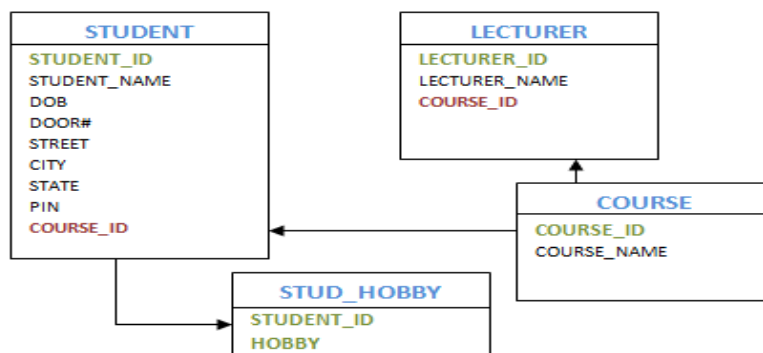 STUDENT
STUDENT_ID
STUDENT_NAME
DOB
DOOR#
STREET
CITY
STATE
PIN
COURSE_ID
LECTURER
LECTURER_ID
LECTURER_NAME
COURSE_ID
COURSE
COURSE_ID
COURSE_NAME
STUD_HOBBY
STUDENT_ID
HOBBY